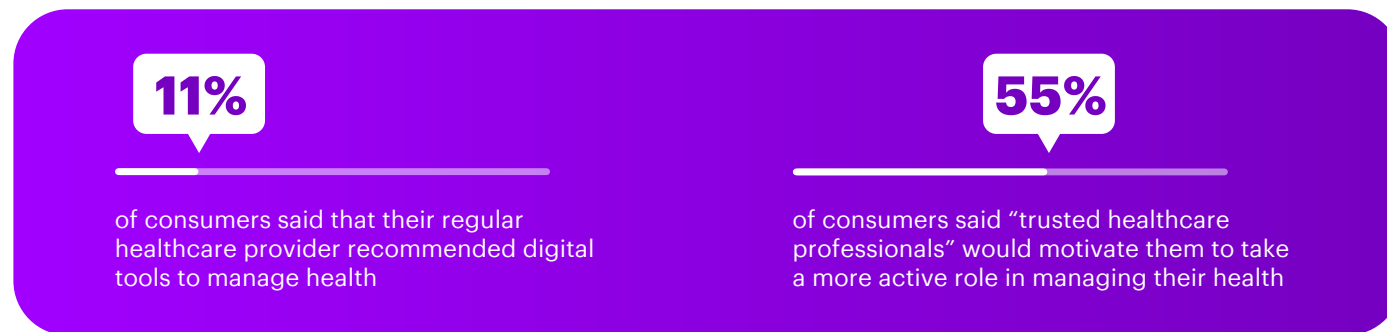 11%
of consumers said that their regular
healthcare provider recommended digital
tools to manage health
55%
of consumers said “trusted healthcare
professionals” would motivate them to take
a more active role in managing their health